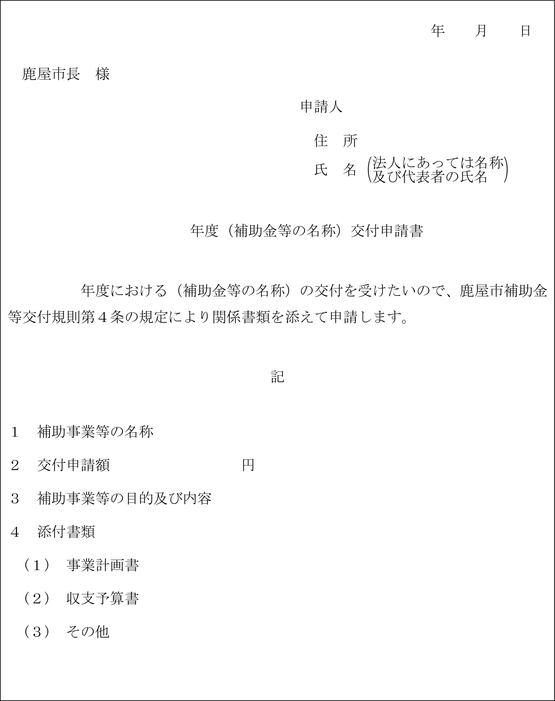 年　　月　　日
鹿屋市長　様
申請人
住　所
氏　名（法人にあっては名称
及び代表者の氏名）
年度（補助金等の名称）交付申請書
年度における（補助金等の名称）の交付を受けたいので、鹿屋市補助金
等交付規則第４条の規定により関係書類を添えて申請します。
記
１　補助事業等の名称
２　交付申請額　　　　　　　　　円
３　補助事業等の目的及び内容
４　添付書類
（１）　事業計画書
（２）　収支予算書
（３）　その他